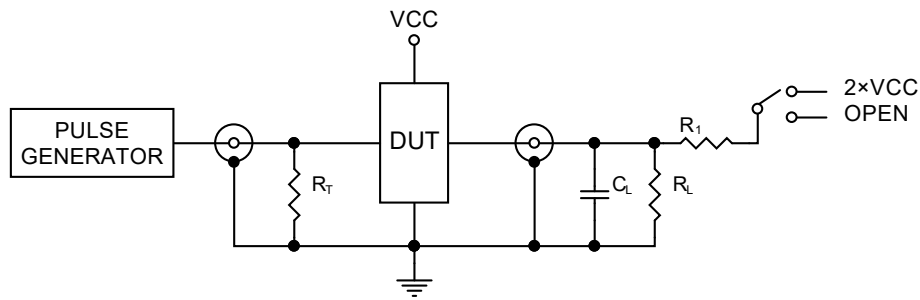 VCC
2×VCC
OPEN
PULSE
GENERATOR
DUT
R1
RT
CL
RL